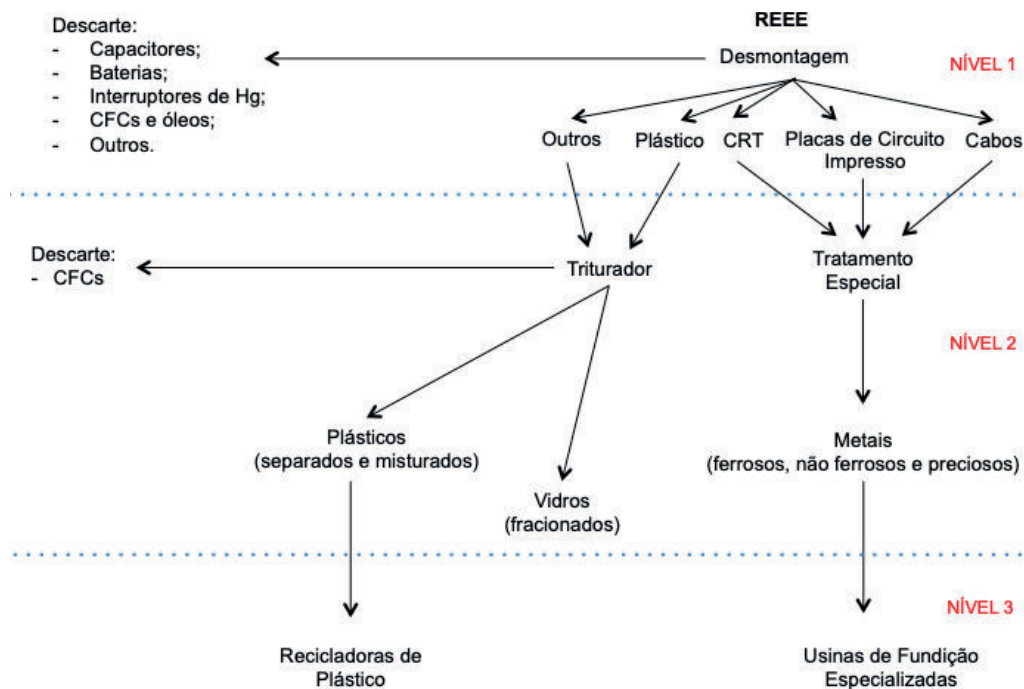 REEE
Descarte:
- Capacitores;
- Baterias;
- Interruptores de Hg;
- CFCs e óleos;
- Outros.
Desmontagem
NÍVEL 1
Outros
Plástico
CRT
Placas de Circuito
Impresso
Cabos
Descarte:
- CFCs
Triturador
Tratamento
Especial
NÍVEL 2
Plásticos
(separados e misturados)
Vidros
(fracionados)
Metais
(ferrosos, não ferrosos e preciosos)
NÍVEL 3
Recicladoras de
Plástico
Usinas de Fundição
Especializadas